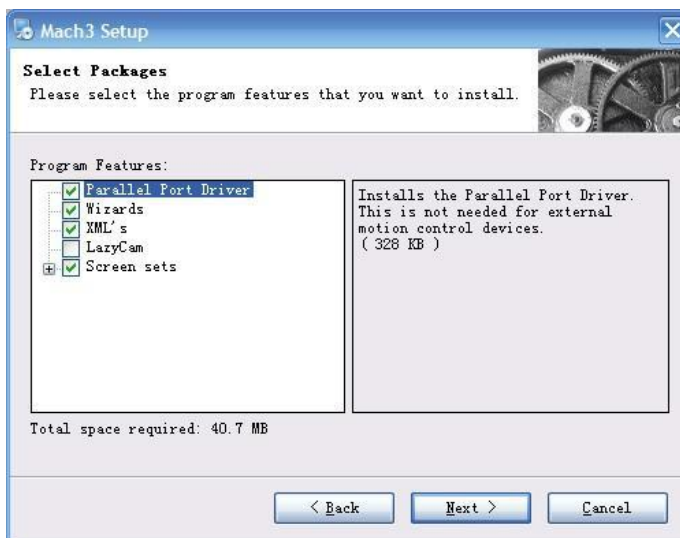 Mach3 Setup
Select Packages
Please select the program features that you want to install.
Program Features:
Parallel Port Driver
Wizards
XML's
LazyCam
Screen sets
Installs the Parallel Port Driver.
This is not needed for external
motion control devices.
( 328 KB )
Total space required: 40.7 MB
< Back
Next >
Cancel